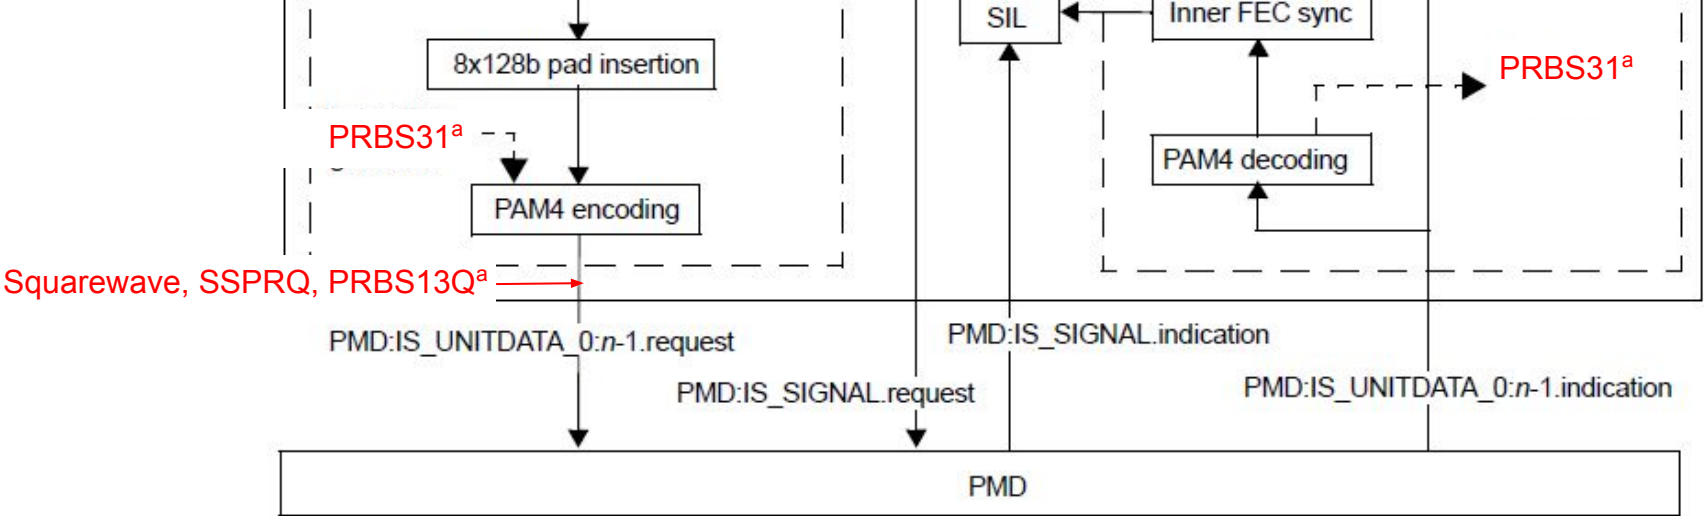 SIL
Inner FEC sync
8x128b pad insertion
PRBS31ᵃ
PRBS31ᵃ
PAM4 decoding
PAM4 encoding
Squarewave, SSPRQ, PRBS13Qᵃ
PMD:IS_UNITDATA_0:n-1.request
PMD:IS_SIGNAL.indication
PMD:IS_SIGNAL.request
PMD:IS_UNITDATA_0:n-1.indication
PMD